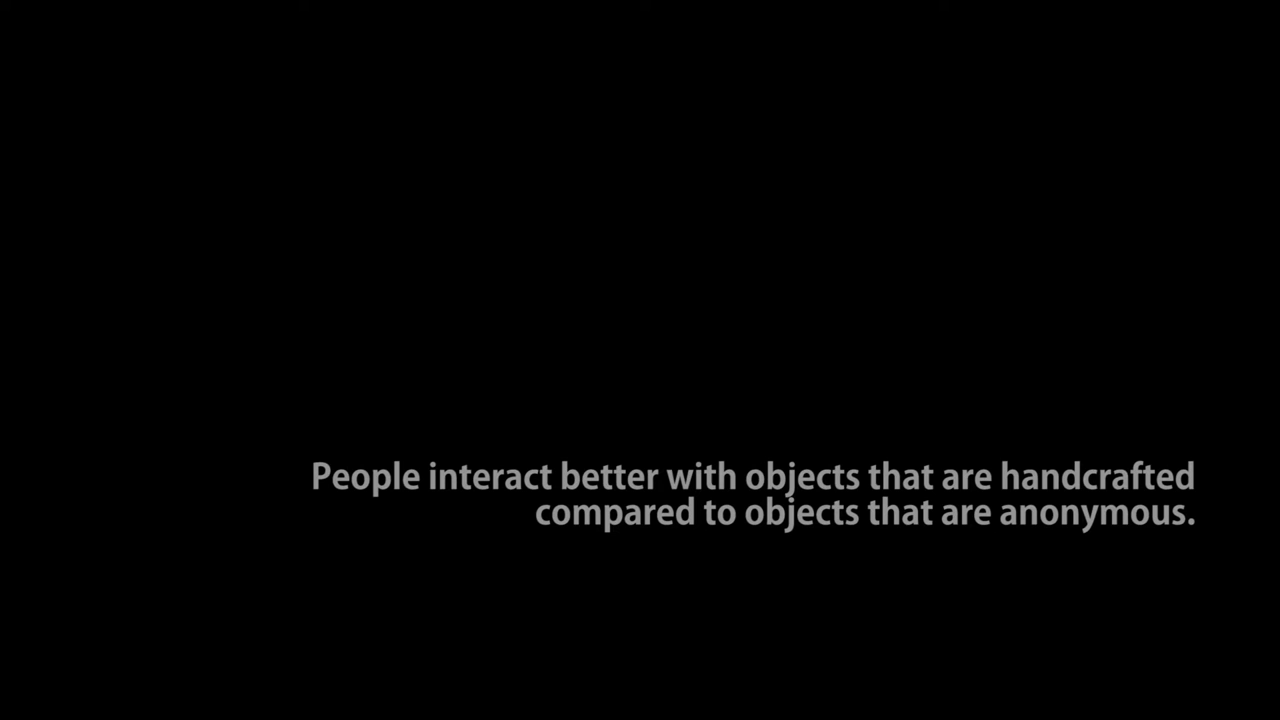 People interact better with objects that are handcrafted
compared to objects that are anonymous.